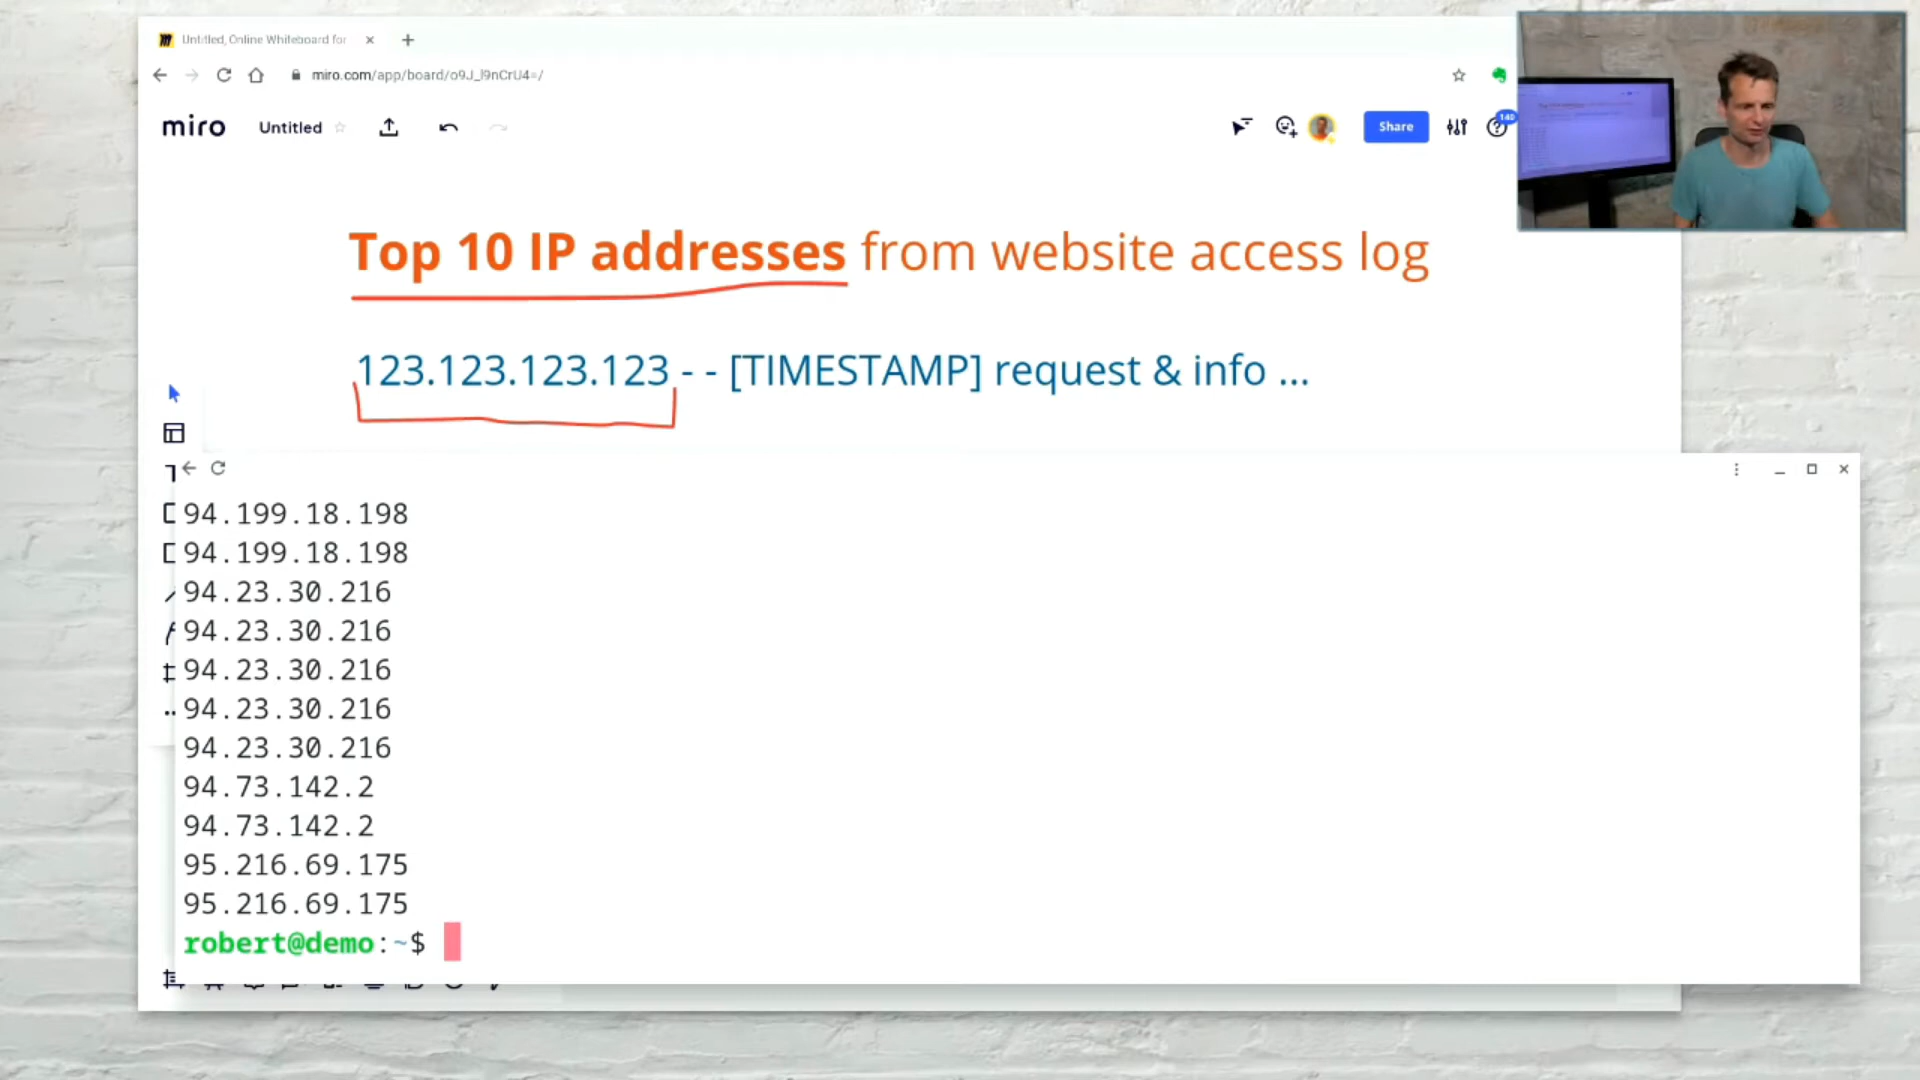 Untitled, Online Whiteboard for
miro.com/app/board/o9J_l9nCrU4=/
miro
Untitled
Share
140
Top 10 IP addresses from website access log
123.123.123.123 - - [TIMESTAMP] request & info ...
94.199.18.198
94.199.18.198
94.23.30.216
94.23.30.216
94.23.30.216
94.23.30.216
94.23.30.216
94.73.142.2
94.73.142.2
95.216.69.175
95.216.69.175
robert@demo:~$